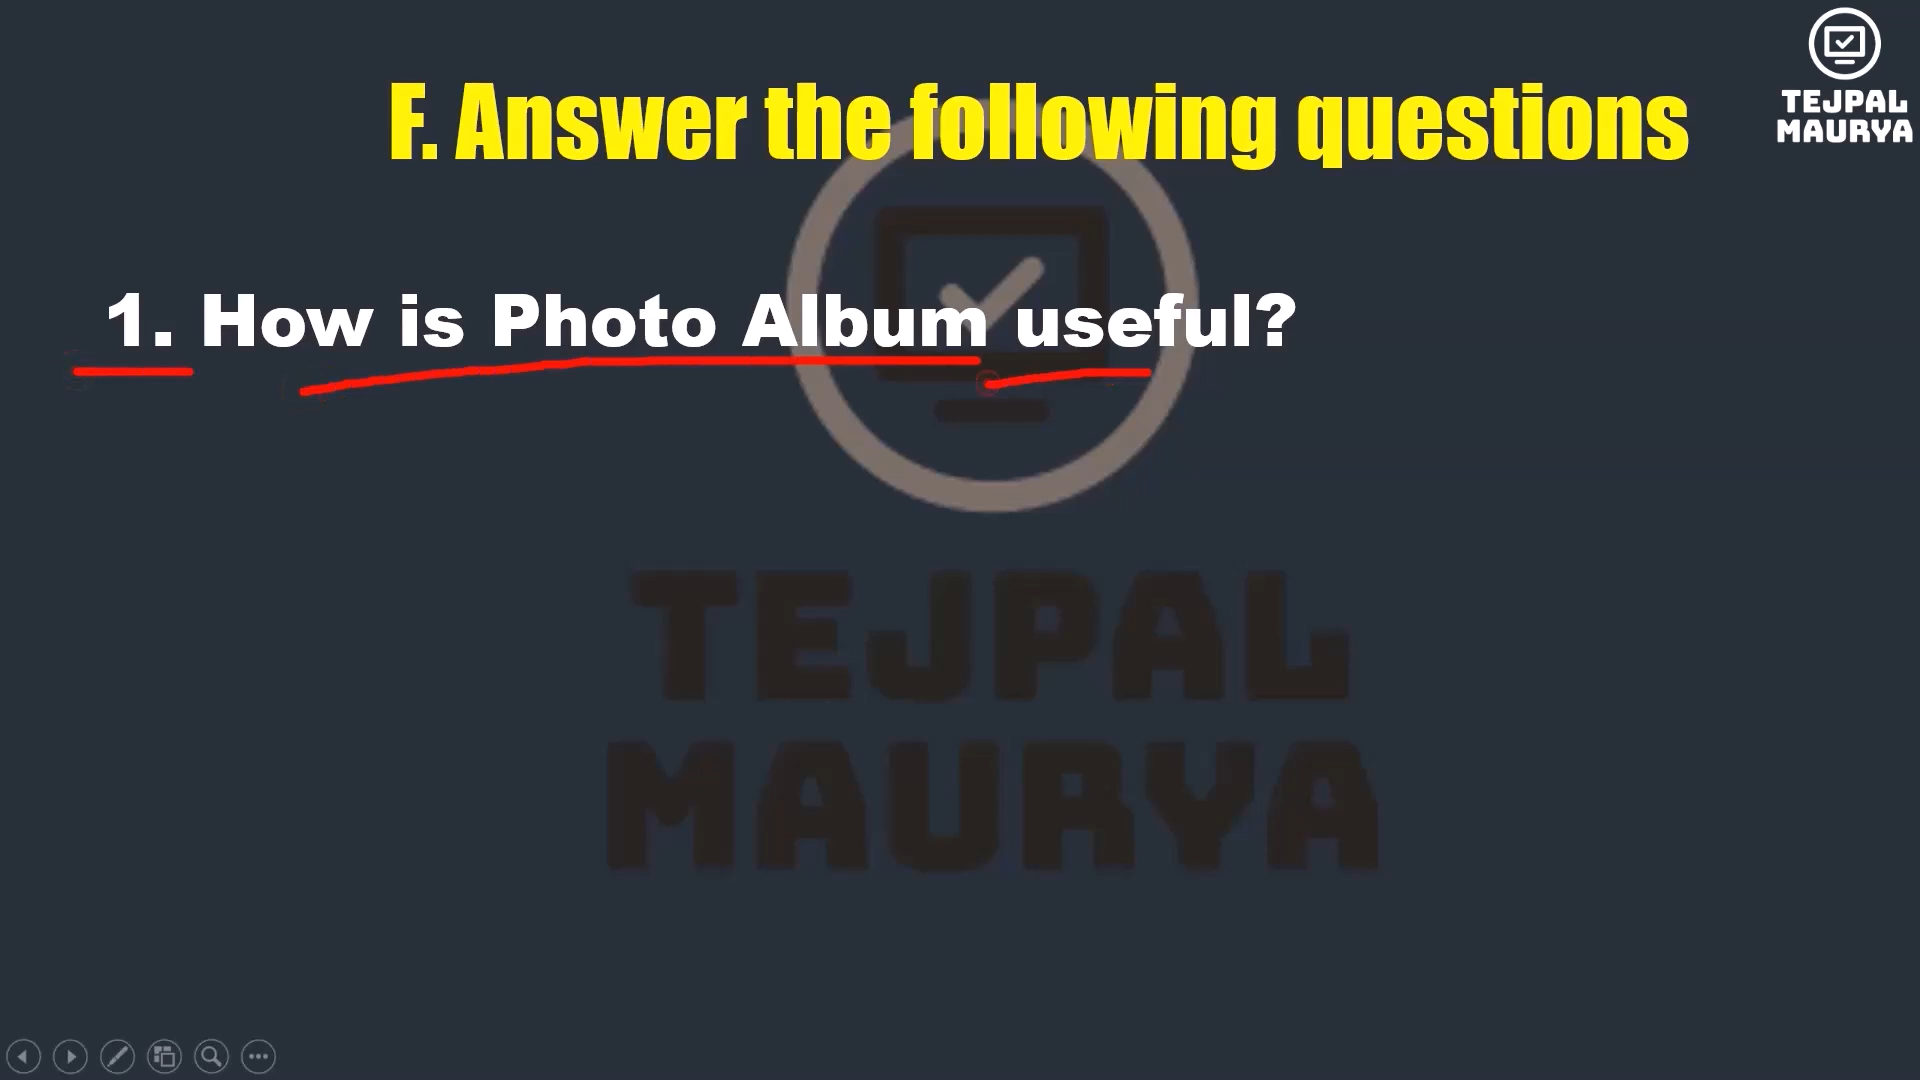 TEJPAL
MAURYA
F. Answer the following questions
1. How is Photo Album useful?
TEJPAL
MAURYA